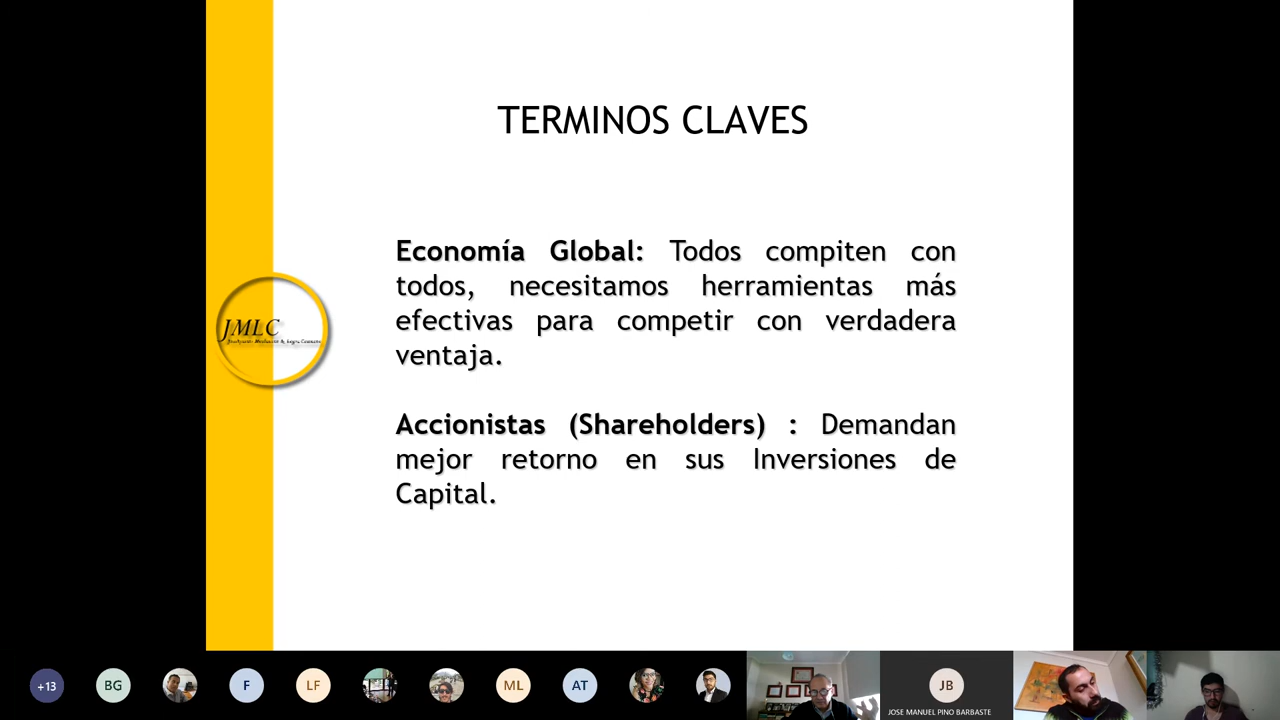 TERMINOS CLAVES
Economía Global: Todos compiten con
todos, necesitamos herramientas más
efectivas para competir con verdadera
ventaja.
JMLC
Accionistas (Shareholders) : Demandan
mejor retorno en sus Inversiones de
Capital.
+13
BG
F
LF
ML
AT
JB
JOSE MANUEL PINO BARBASTE